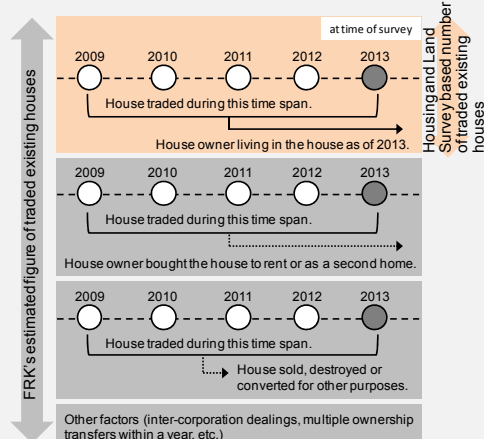 FRK's estimated figure of traded existing houses
at time of survey
2009 2010 2011 2012 2013
House traded during this time span.
House owner living in the house as of 2013.
Housing and Land
Survey based number
of traded existing
houses
2009 2010 2011 2012 2013
House traded during this time span.
House owner bought the house to rent or as a second home.
2009 2010 2011 2012 2013
House traded during this time span.
House sold, destroyed or
converted for other purposes.
Other factors (inter-corporation dealings, multiple ownership
transfers within a year, etc.)